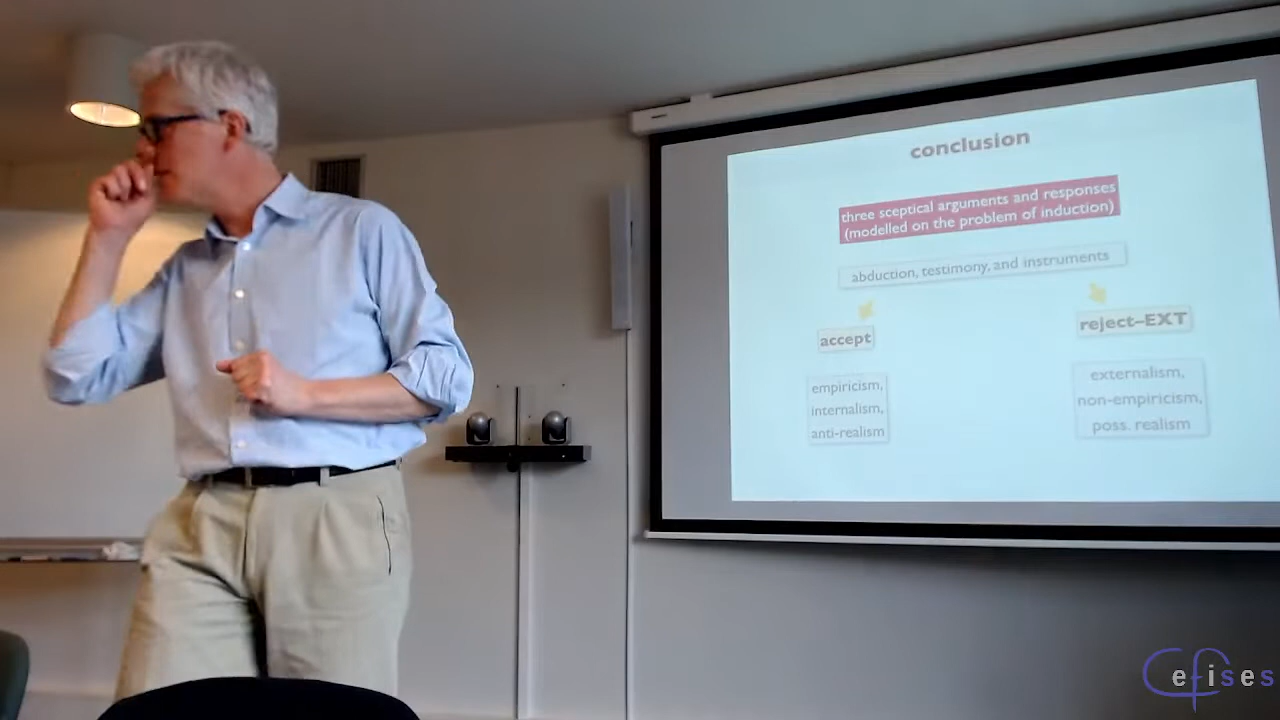 conclusion
three sceptical arguments and responses
(modelled on the problem of induction)
abduction, testimony, and instruments
accept
reject–EXT
empiricism,
internalism,
anti-realism
externalism,
non-empiricism,
poss. realism
efises